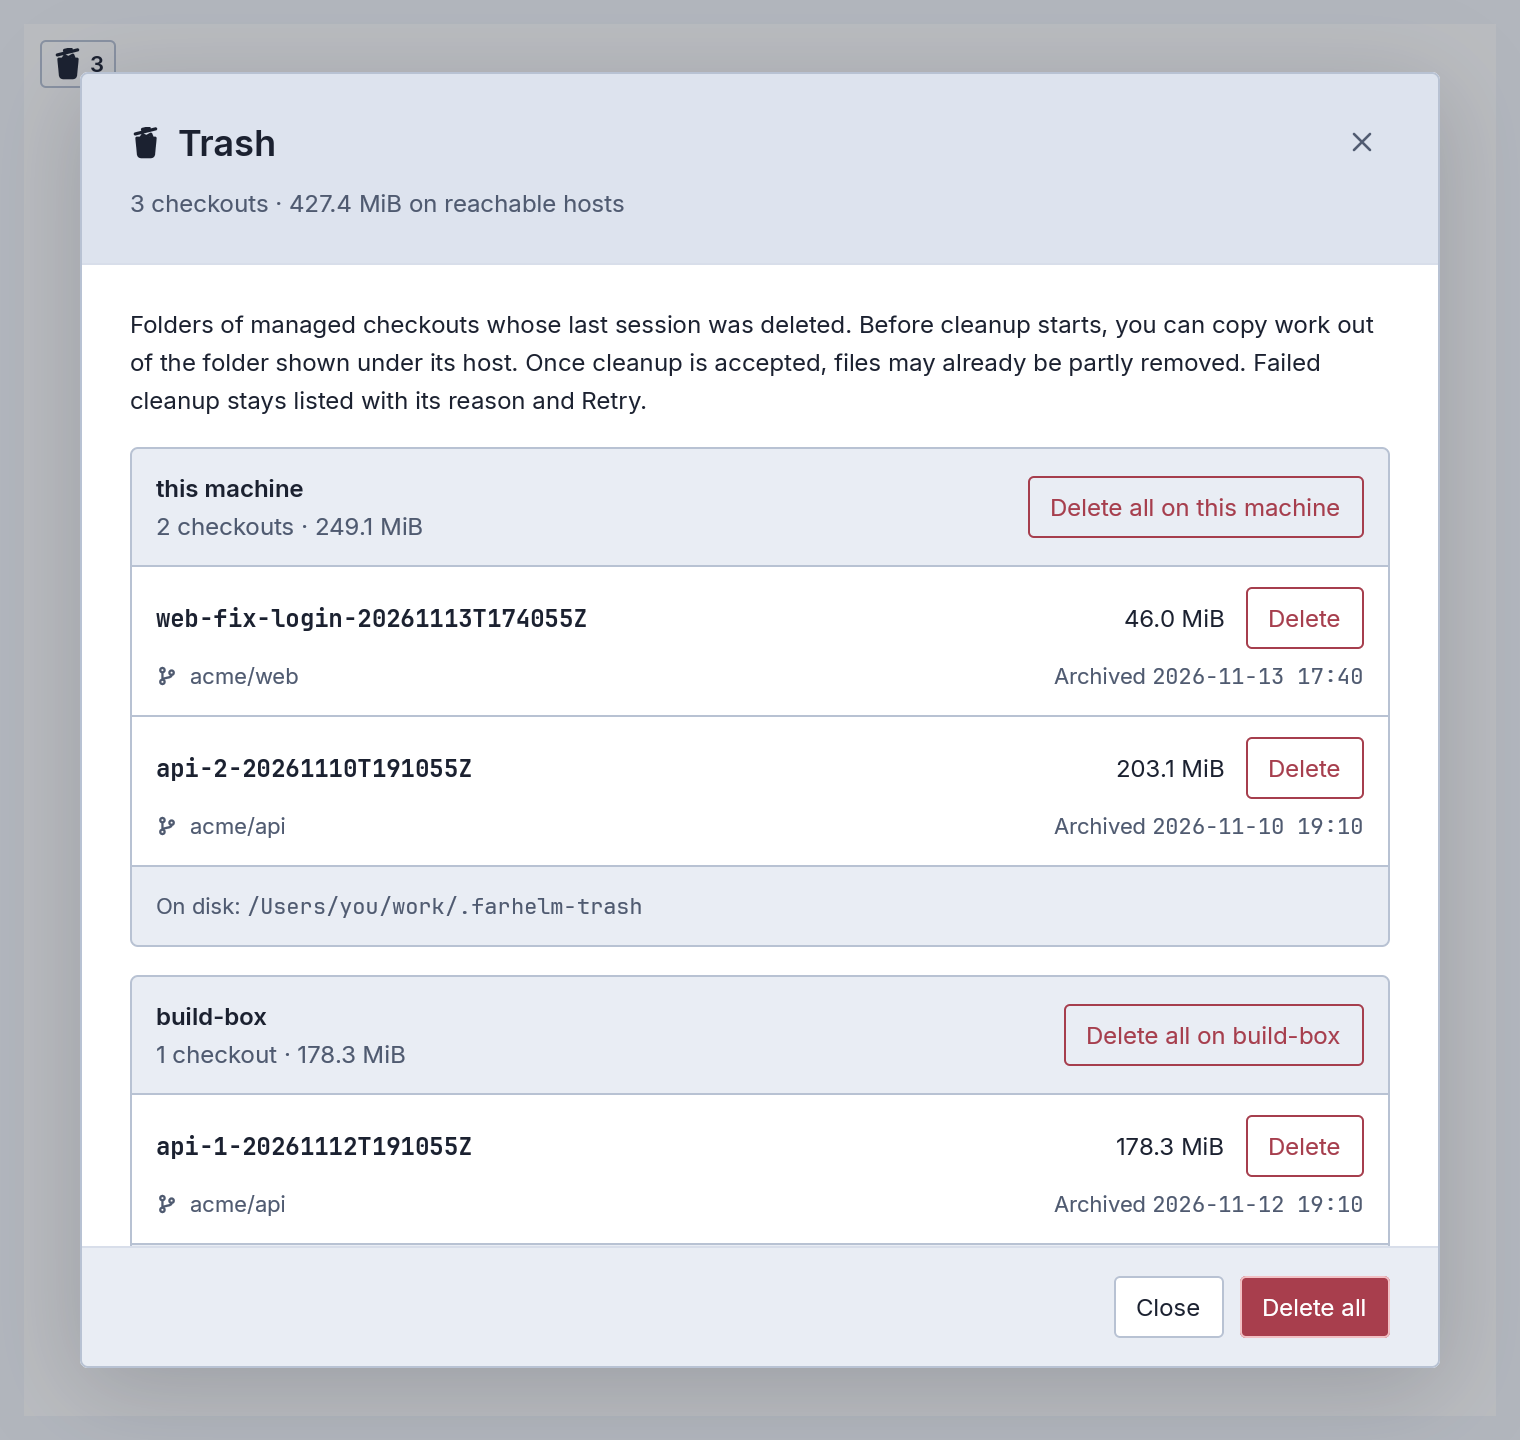 3
Trash
3 checkouts · 427.4 MiB on reachable hosts
Folders of managed checkouts whose last session was deleted. Before cleanup starts, you can copy work out
of the folder shown under its host. Once cleanup is accepted, files may already be partly removed. Failed
cleanup stays listed with its reason and Retry.
this machine
2 checkouts · 249.1 MiB
Delete all on this machine
web-fix-login-20261113T174055Z
46.0 MiB
Delete
acme/web
Archived 2026-11-13 17:40
api-2-20261110T191055Z
203.1 MiB
Delete
acme/api
Archived 2026-11-10 19:10
On disk: /Users/you/work/.farhelm-trash
build-box
1 checkout · 178.3 MiB
Delete all on build-box
api-1-20261112T191055Z
178.3 MiB
Delete
acme/api
Archived 2026-11-12 19:10
Close
Delete all